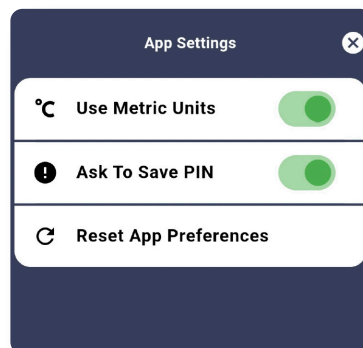 App Settings
°C Use Metric Units
Ask To Save PIN
Reset App Preferences